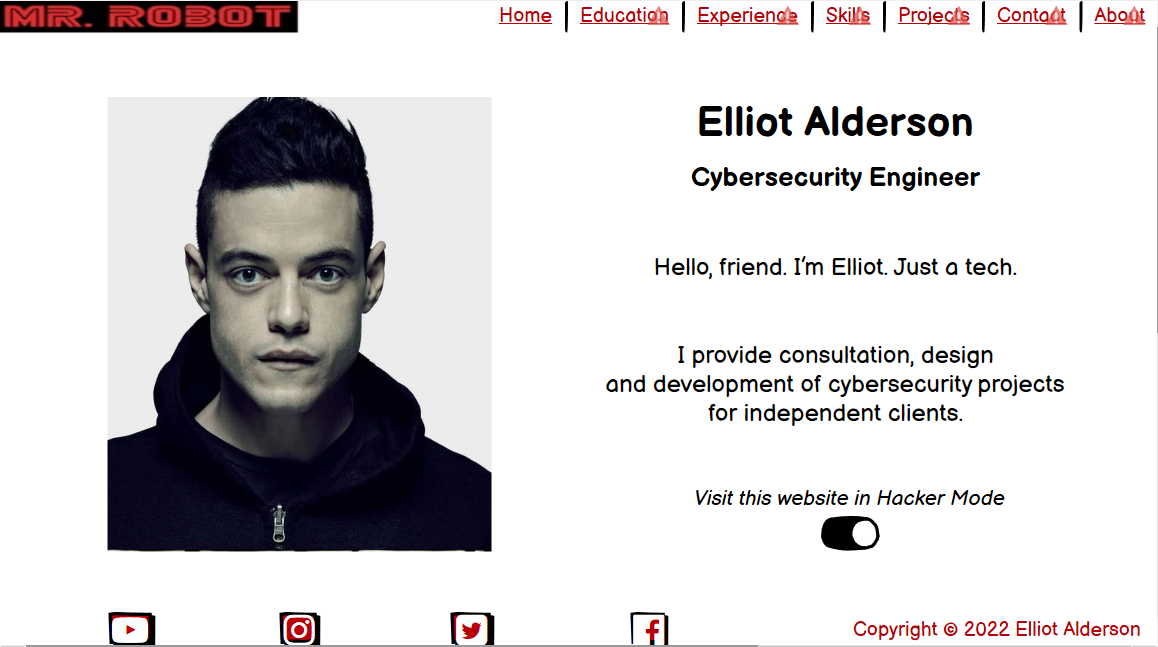 MR. ROBOT
Home
Education
Experience
Skills
Projects
Contact
About
Elliot Alderson
Cybersecurity Engineer
Hello, friend. I'm Elliot. Just a tech.
I provide consultation, design
and development of cybersecurity projects
for independent clients.
Visit this website in Hacker Mode
Copyright © 2022 Elliot Alderson